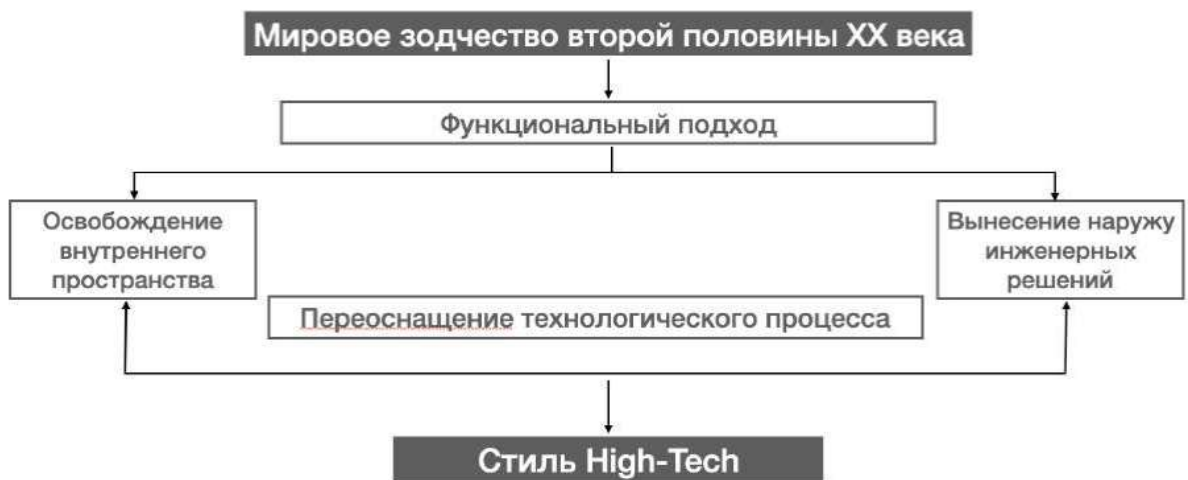 Мировое зодчество второй половины XX века
Функциональный подход
Освобождение
внутреннего
пространства
Вынесение наружу
инженерных
решений
Переоснащение технологического процесса
Стиль High-Tech